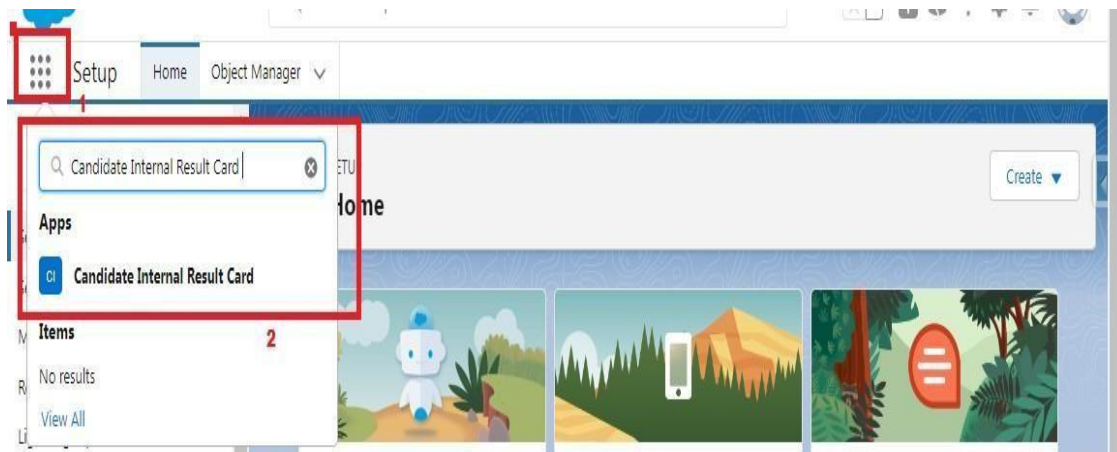 Setup Home Object Manager
1
Candidate Internal Result Card
ETU
Home
Create
Apps
CI Candidate Internal Result Card
Items
2
No results
View All